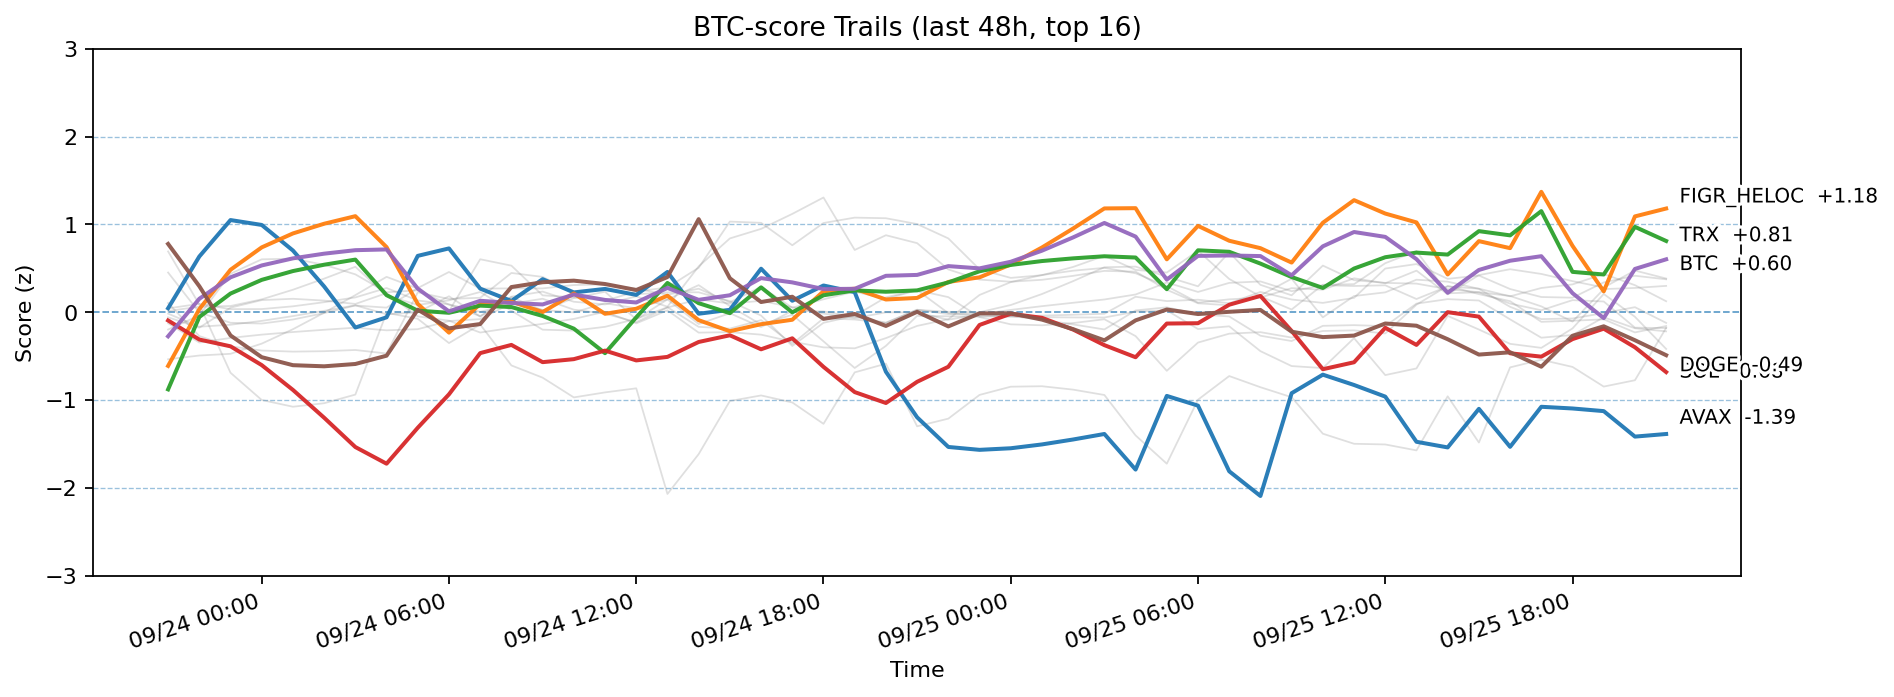 BTC-score Trails (last 48h, top 16)
Score (z)
3
2
1
0
−1
−2
−3
FIGR_HELOC +1.18
TRX +0.81
BTC +0.60
DOGE -0.49
AVAX -1.39
09/24 00:00
09/24 06:00
09/24 12:00
09/24 18:00
09/25 00:00
09/25 06:00
09/25 12:00
09/25 18:00
Time